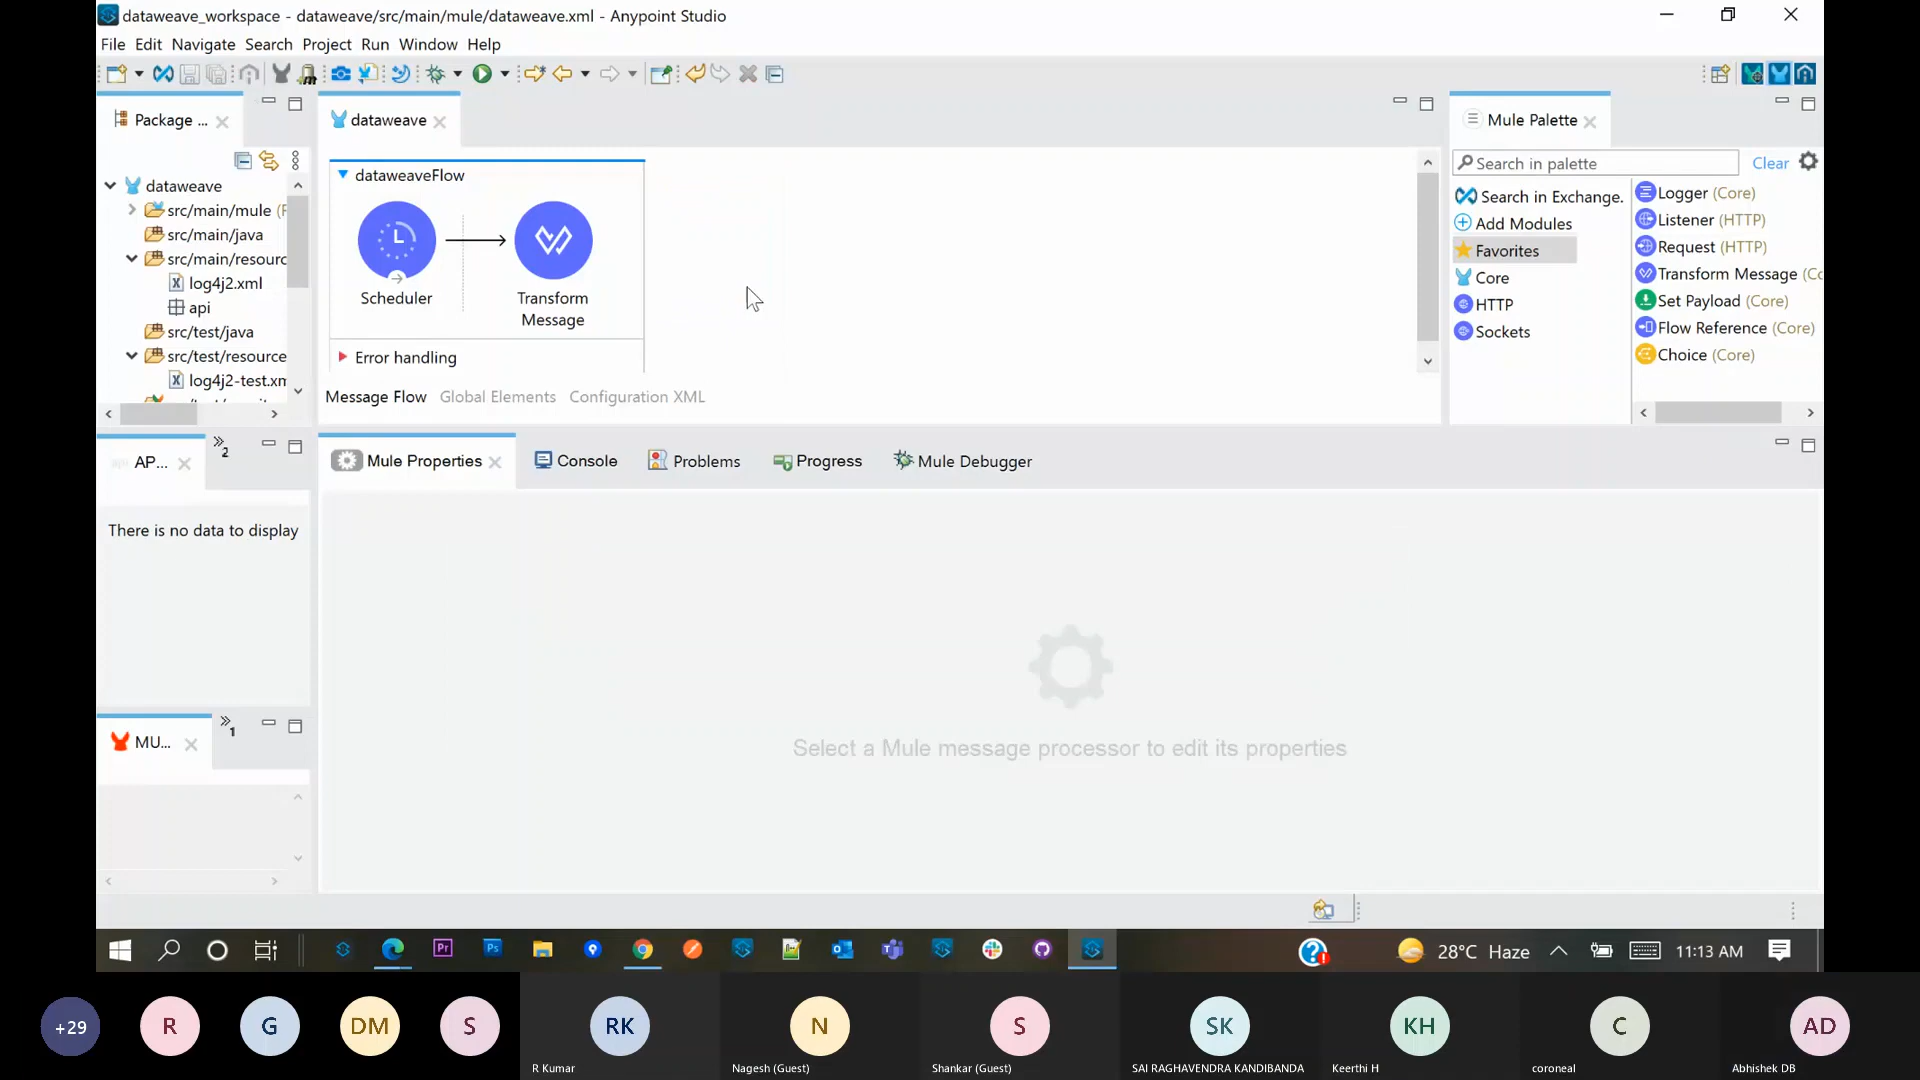 dataweave_workspace - dataweave/src/main/mule/dataweave.xml - Anypoint Studio
File Edit Navigate Search Project Run Window Help
Package ...
dataweave
Mule Palette
dataweave
src/main/mule (
src/main/java
src/main/resourc
log4j2.xml
api
src/test/java
src/test/resource
log4j2-test.xm
dataweaveFlow
Scheduler
Transform
Message
Error handling
Message Flow Global Elements Configuration XML
Search in palette
Clear
Search in Exchange.
Add Modules
Favorites
Core
HTTP
Sockets
Logger (Core)
Listener (HTTP)
Request (HTTP)
Transform Message (Co
Set Payload (Core)
Flow Reference (Core)
Choice (Core)
AP...
2
There is no data to display
MU...
1
Mule Properties
Console
Problems
Progress
Mule Debugger
Select a Mule message processor to edit its properties
Pr
Ps
28°C Haze
11:13 AM
+29
R
G
DM
S
RK
N
S
SK
KH
C
AD
R Kumar
Nagesh (Guest)
Shankar (Guest)
SAI RAGHAVENDRA KANDIBANDA
Keerthi H
coroneal
Abhishek DB